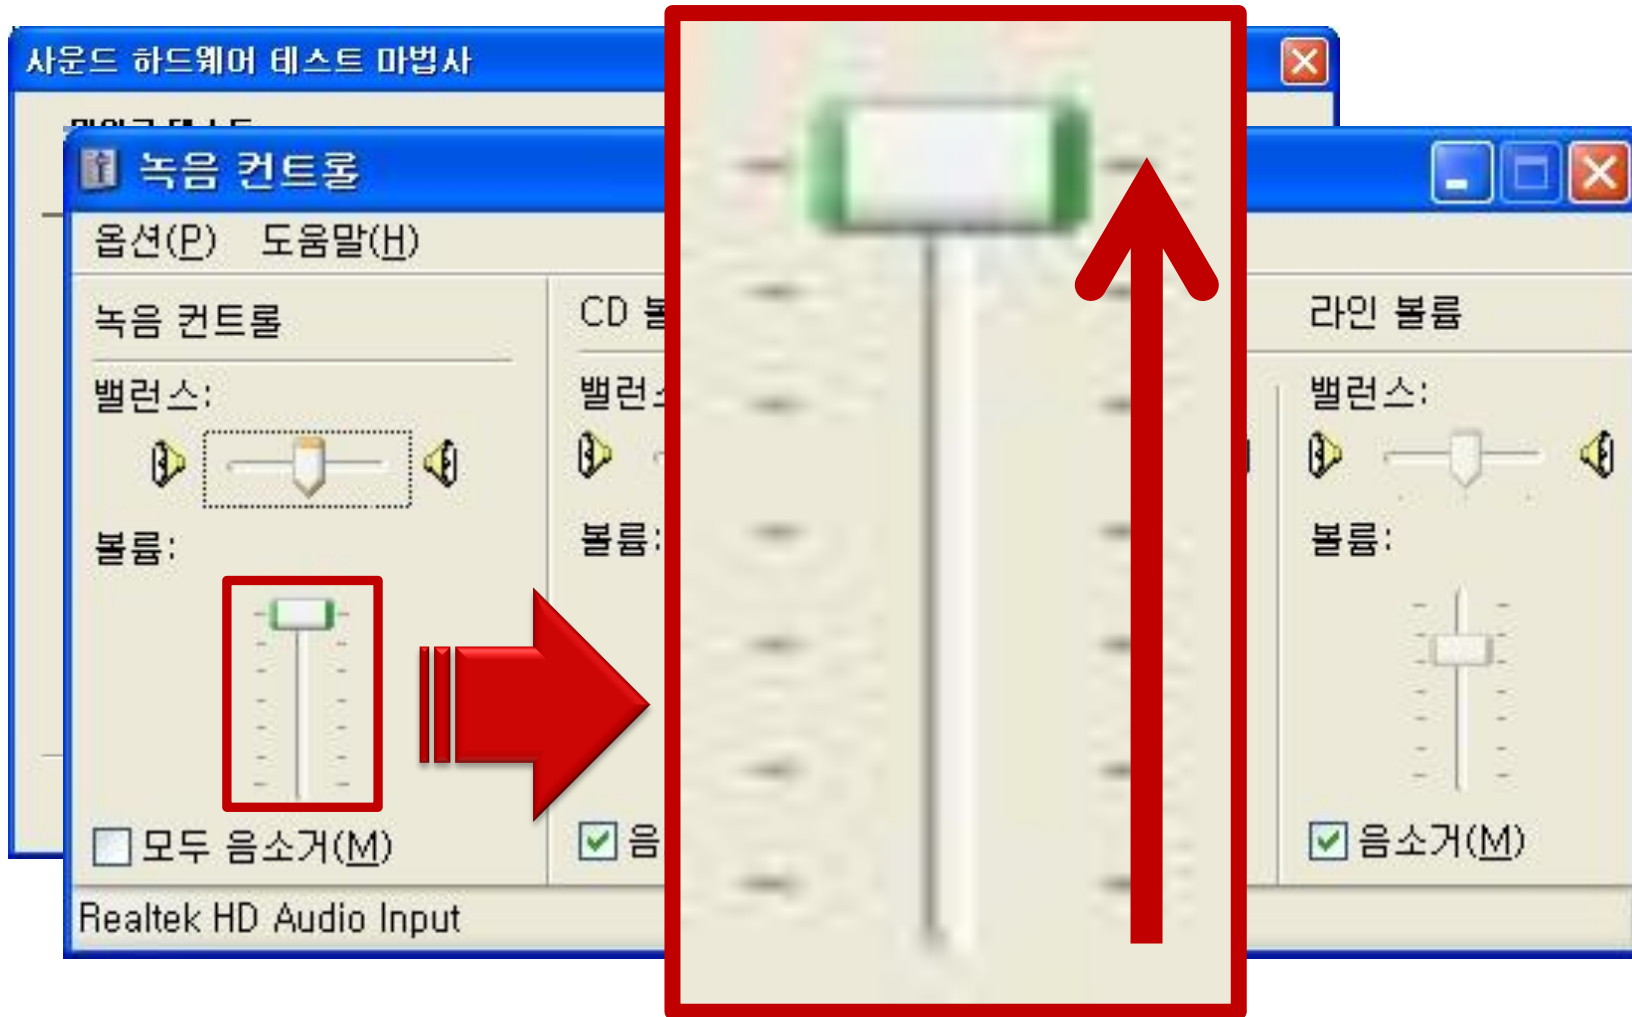 사운드 하드웨어 테스트 마법사
녹음 컨트롤
옵션(P) 도움말(H)
녹음 컨트롤
CD
라인 볼륨
밸런스:
밸런
밸런스:
볼륨:
볼륨:
볼륨:
모두 음소거(M)
음
음소거(M)
Realtek HD Audio Input